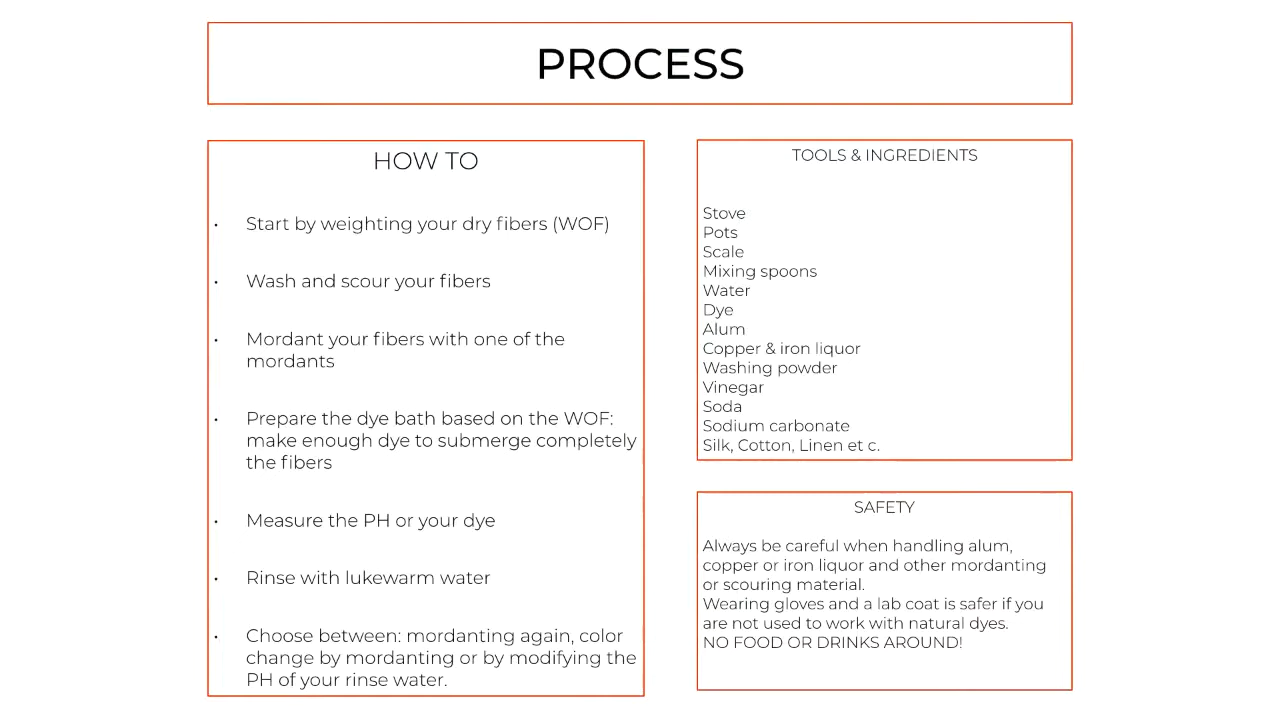 PROCESS
HOW TO
• Start by weighting your dry fibers (WOF)
• Wash and scour your fibers
• Mordant your fibers with one of the
mordants
• Prepare the dye bath based on the WOF:
make enough dye to submerge completely
the fibers
• Measure the PH or your dye
• Rinse with lukewarm water
• Choose between: mordanting again, color
change by mordanting or by modifying the
PH of your rinse water.
TOOLS & INGREDIENTS
Stove
Pots
Scale
Mixing spoons
Water
Dye
Alum
Copper & iron liquor
Washing powder
Vinegar
Soda
Sodium carbonate
Silk, Cotton, Linen et c.
SAFETY
Always be careful when handling alum,
copper or iron liquor and other mordanting
or scouring material.
Wearing gloves and a lab coat is safer if you
are not used to work with natural dyes.
NO FOOD OR DRINKS AROUND!